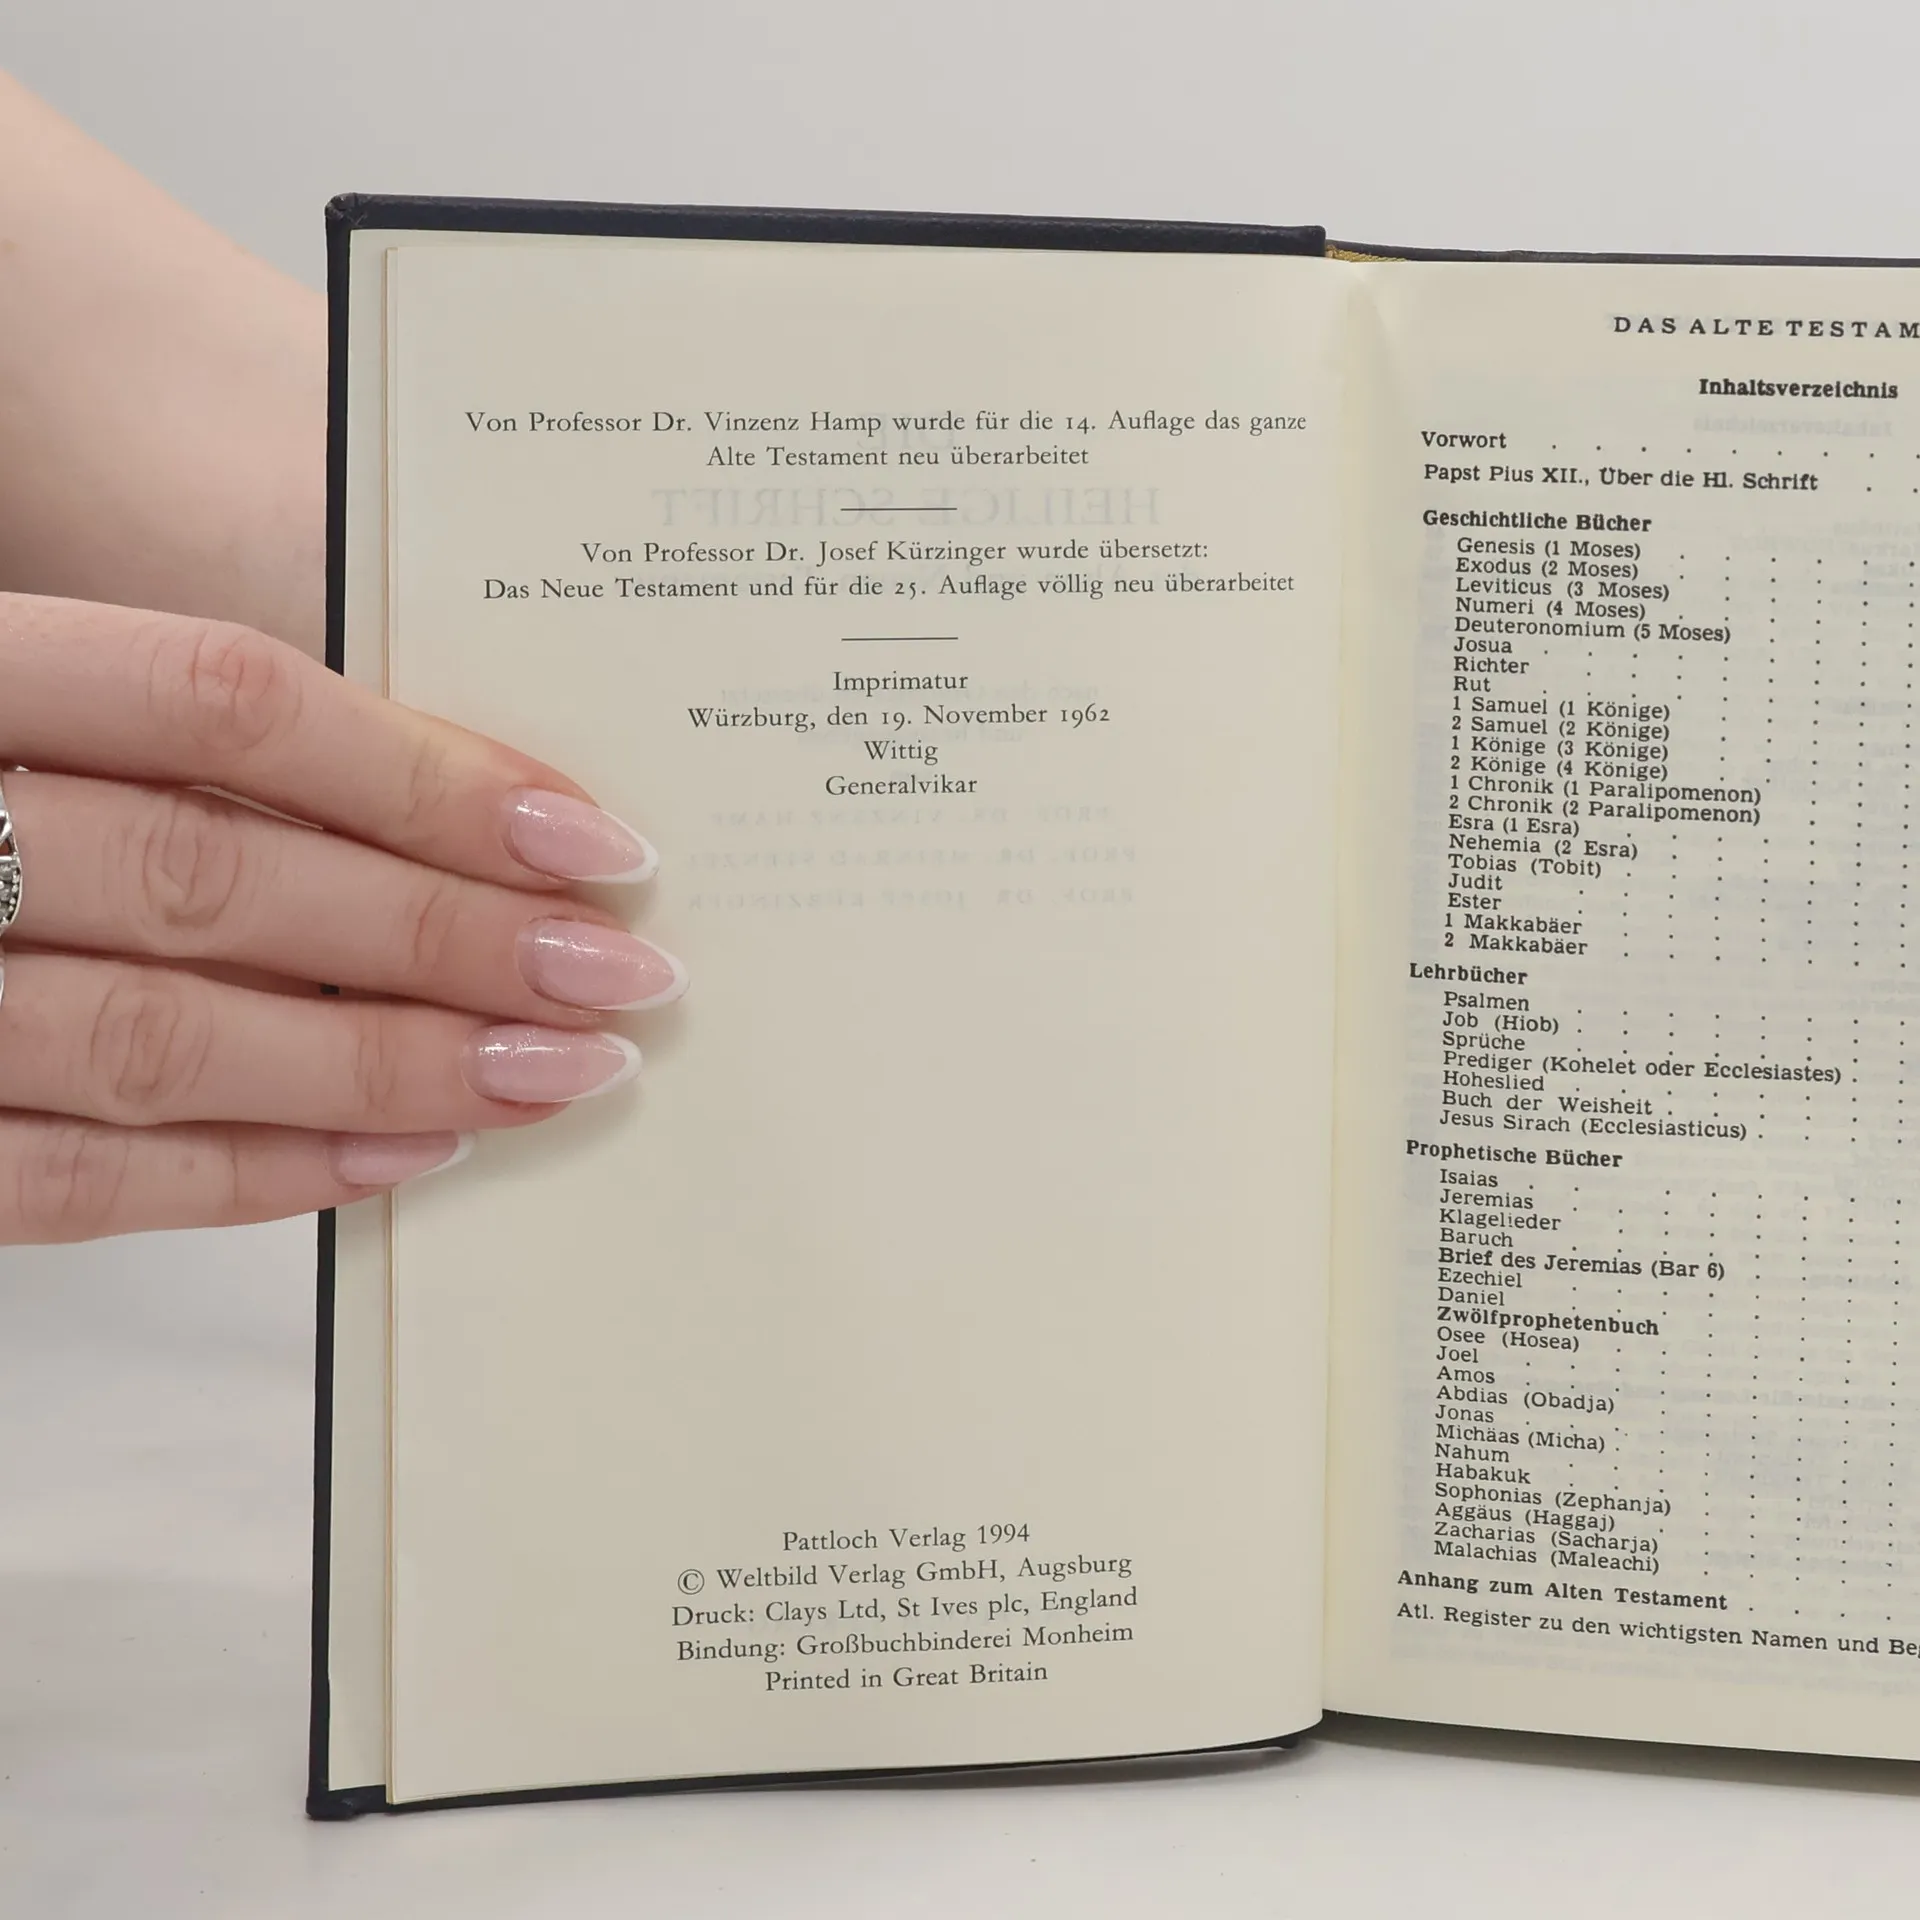 Von Professor Dr. Vinzenz Hamp wurde für die 14. Auflage das ganze
Alte Testament neu überarbeitet
Von Professor Dr. Josef Kürzinger wurde übersetzt:
Das Neue Testament und für die 25. Auflage völlig neu überarbeitet
Imprimatur
Würzburg, den 19. November 1962
Wittig
Generalvikar
Pattloch Verlag 1994
© Weltbild Verlag GmbH, Augsburg
Druck: Clays Ltd, St Ives plc, England
Bindung: Großbuchbinderei Monheim
Printed in Great Britain
DAS ALTE TESTAM
Inhaltsverzeichnis
Vorwort . . . . . . . . .
Papst Pius XII., Über die Hl. Schrift . .
Geschichtliche Bücher
Genesis (1 Moses) . . . . . .
Exodus (2 Moses) . . . . . .
Leviticus (3 Moses) . . . . .
Numeri (4 Moses) . . . . . .
Deuteronomium (5 Moses) . . . .
Josua . . . . . . . . .
Richter . . . . . . . .
Rut . . . . . . . . .
1 Samuel (1 Könige) . . . . .
2 Samuel (2 Könige) . . . . .
1 Könige (3 Könige) . . . . .
2 Könige (4 Könige) . . . . .
1 Chronik (1 Paralipomenon) . . .
2 Chronik (2 Paralipomenon) . . .
Esra (1 Esra) . . . . . . .
Nehemia (2 Esra) . . . . . .
Tobias (Tobit) . . . . . . .
Judit . . . . . . . .
Ester . . . . . . . .
1 Makkabäer . . . . . . .
2 Makkabäer . . . . . . .
Lehrbücher
Psalmen . . . . . . . .
Job (Hiob) . . . . . . . .
Sprüche . . . . . . . .
Prediger (Kohelet oder Ecclesiastes) . .
Hoheslied . . . . . . . .
Buch der Weisheit . . . . . .
Jesus Sirach (Ecclesiasticus) . . . .
Prophetische Bücher
Isaias . . . . . . . .
Jeremias . . . . . . . .
Klagelieder . . . . . . .
Baruch . . . . . . . .
Brief des Jeremias (Bar 6) . . . .
Ezechiel . . . . . . . .
Daniel . . . . . . . .
Zwölfprophetenbuch . . . . .
Osee (Hosea) . . . . . . .
Joel . . . . . . . . .
Amos . . . . . . . . .
Abdias (Obadja) . . . . . .
Jonas . . . . . . . . .
Michäas (Micha) . . . . . . .
Nahum . . . . . . . .
Habakuk . . . . . . . .
Sophonias (Zephanja) . . . . .
Aggäus (Haggaj) . . . . . .
Zacharias (Sacharja) . . . . .
Malachias (Maleachi) . . . . .
Anhang zum Alten Testament . . . .
Atl. Register zu den wichtigsten Namen und Beg